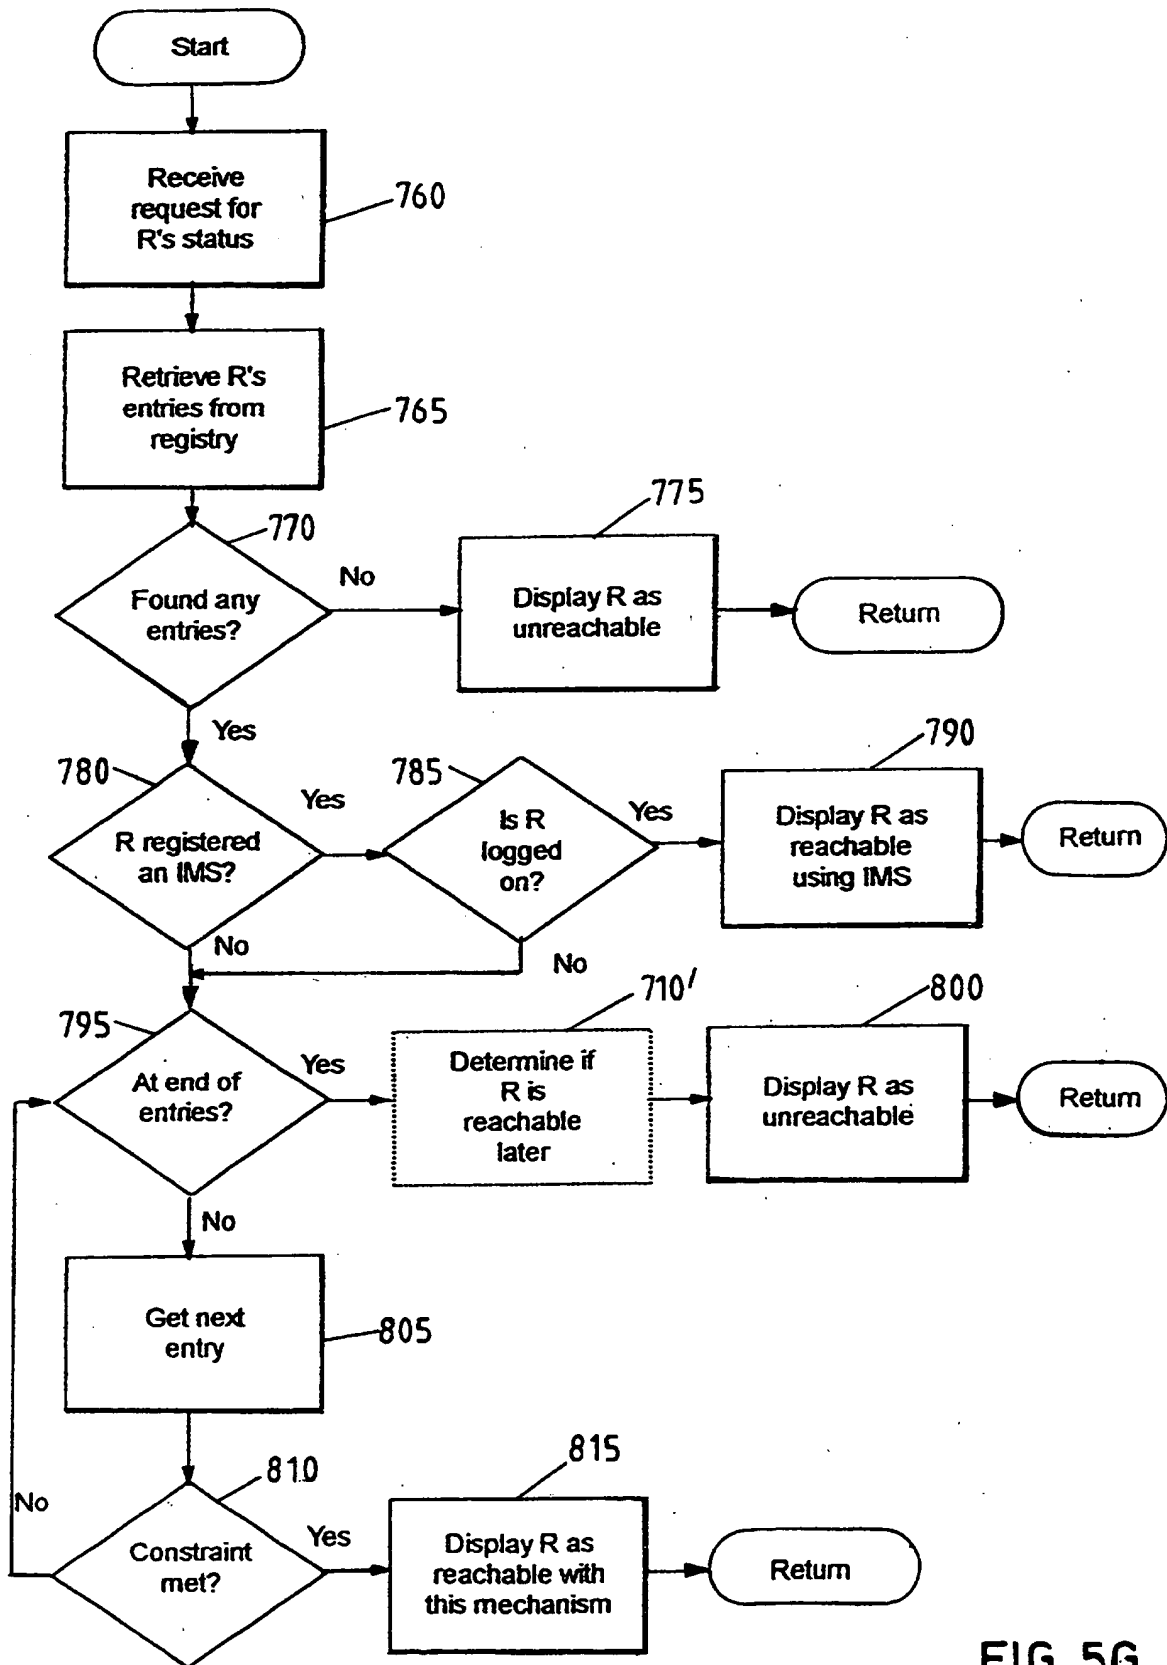 Start
Receive
request for
R's status
760
Retrieve R's
entries from
registry
765
770
Found any
entries?
No
775
Display R as
unreachable
Return
Yes
780
R registered
an IMS?
Yes
785
Is R
logged
on?
Yes
790
Display R as
reachable
using IMS
Return
No
No
795
At end of
entries?
Yes
710'
Determine if
R is
reachable
later
800
Display R as
unreachable
Return
No
Get next
entry
805
810
No
Constraint
met?
Yes
815
Display R as
reachable with
this mechanism
Return
FIG. 5G